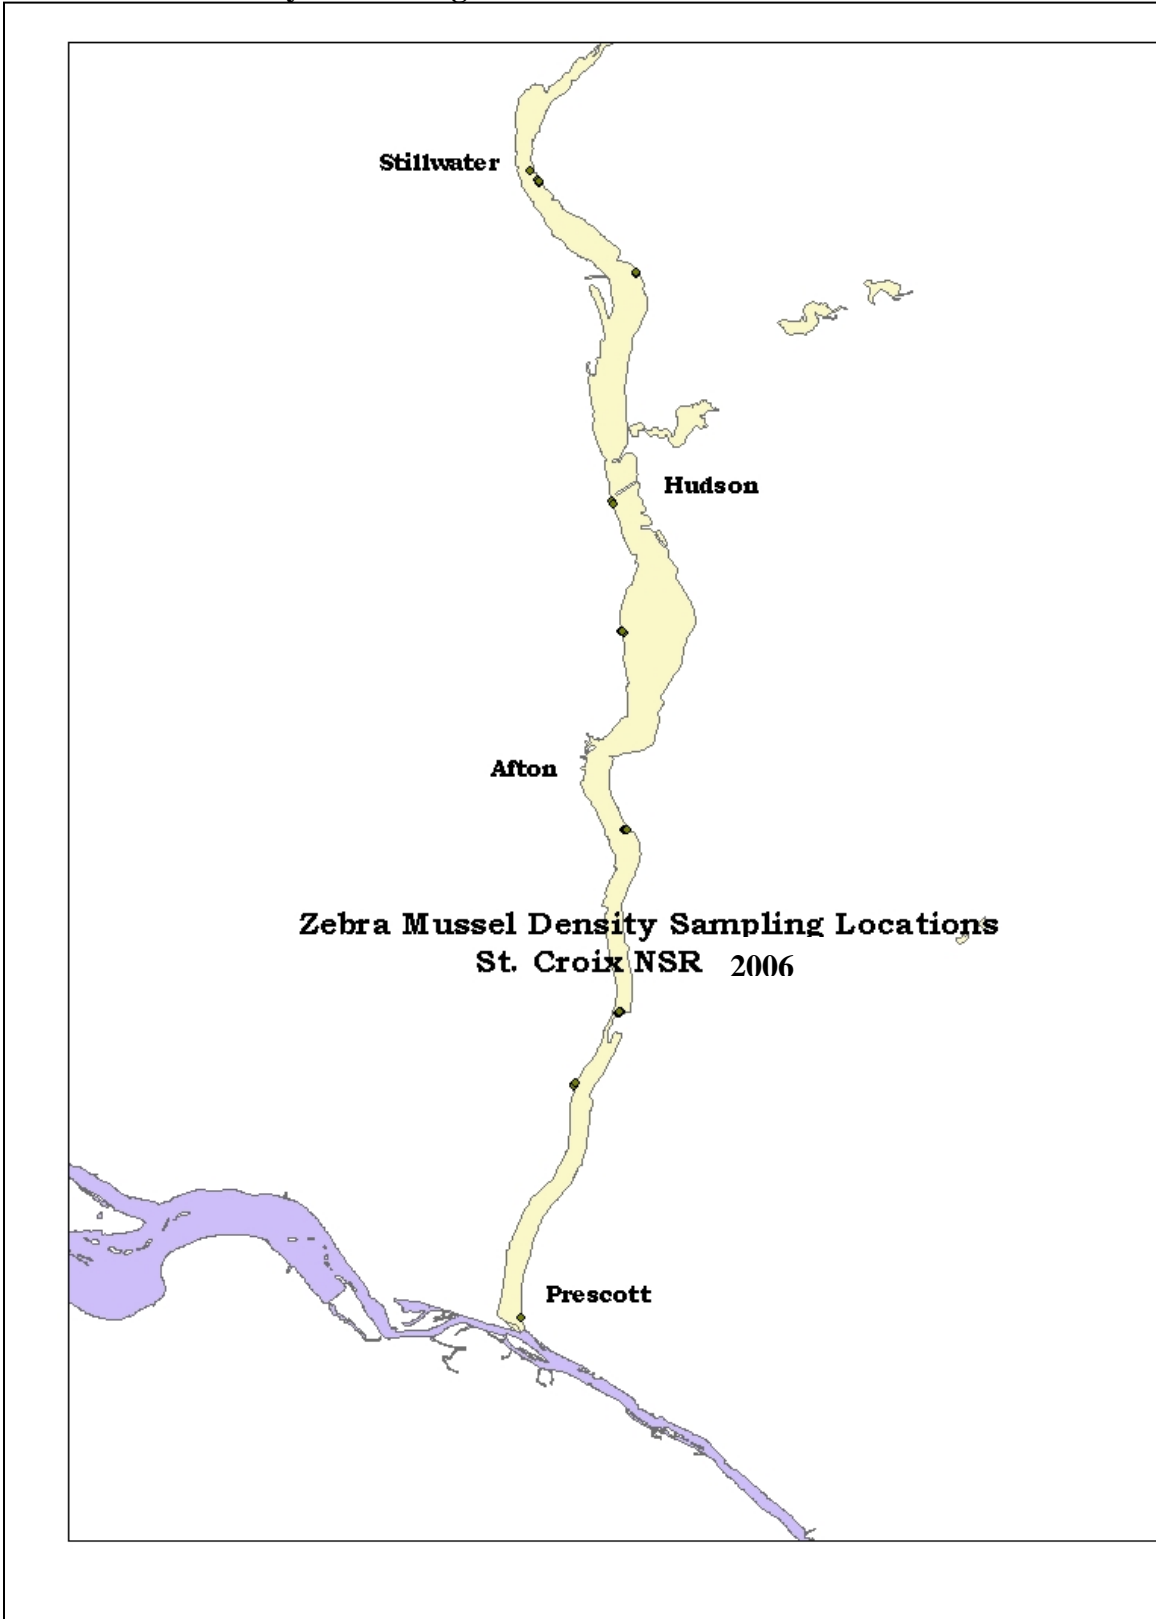 Stillwater
Hudson
Afton
Zebra Mussel Density Sampling Locations
St. Croix NSR 2006
Prescott